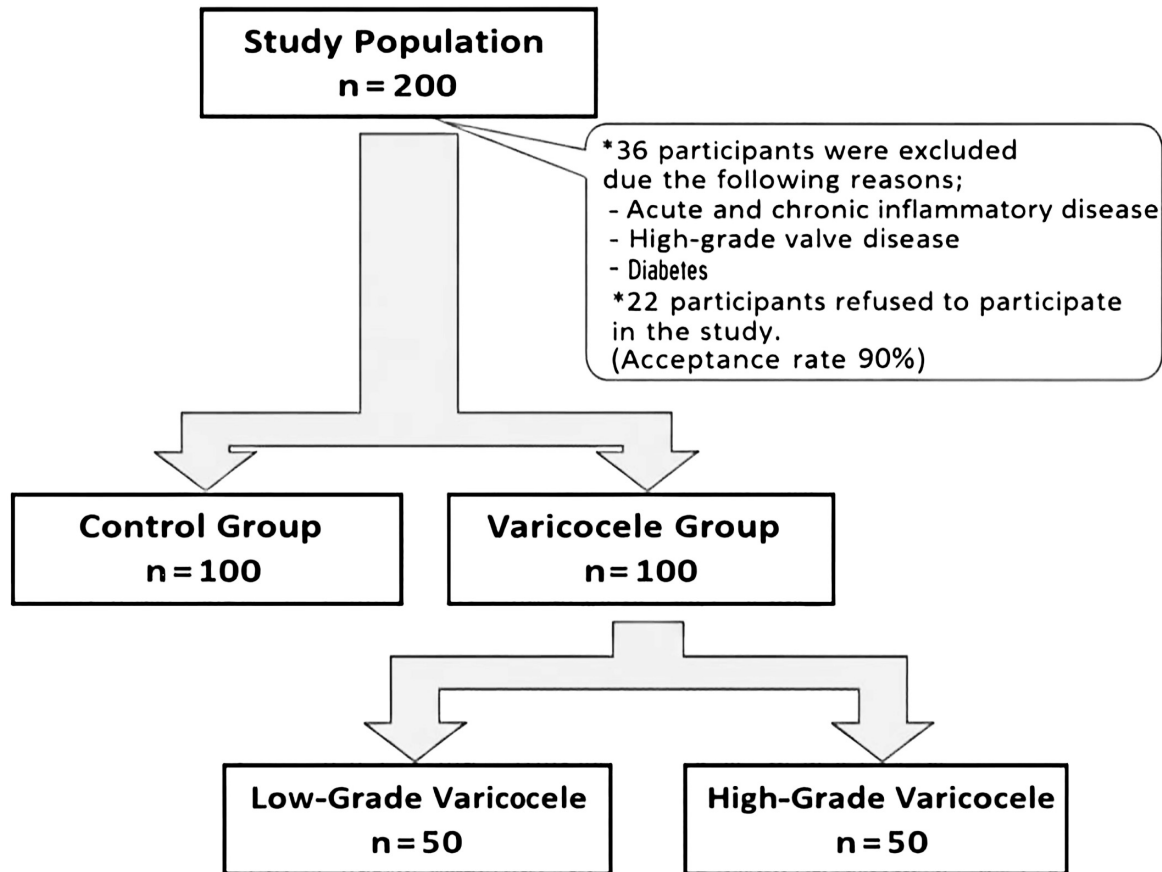 Study Population
n = 200
*36 participants were excluded
due the following reasons;
- Acute and chronic inflammatory disease
- High-grade valve disease
- Diabetes
*22 participants refused to participate
in the study.
(Acceptance rate 90%)
Control Group
n = 100
Varicocele Group
n = 100
Low-Grade Varicocele
n = 50
High-Grade Varicocele
n = 50